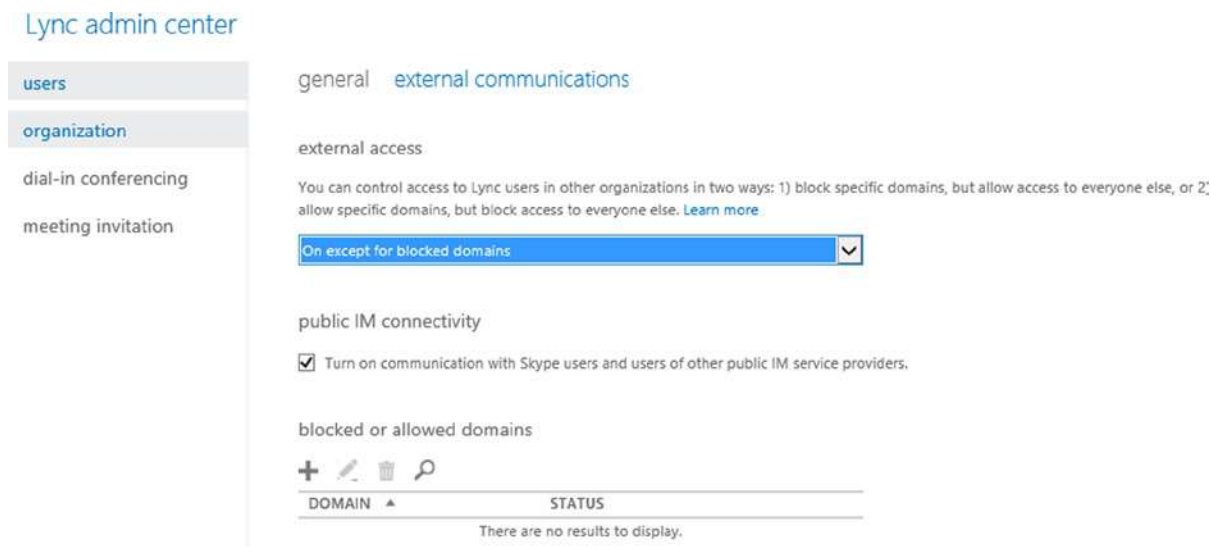 Lync admin center
users
organization
dial-in conferencing
meeting invitation
general external communications
external access
You can control access to Lync users in other organizations in two ways: 1) block specific domains, but allow access to everyone else, or 2)
allow specific domains, but block access to everyone else. Learn more
On except for blocked domains
public IM connectivity
Turn on communication with Skype users and users of other public IM service providers.
blocked or allowed domains
DOMAIN STATUS
There are no results to display.